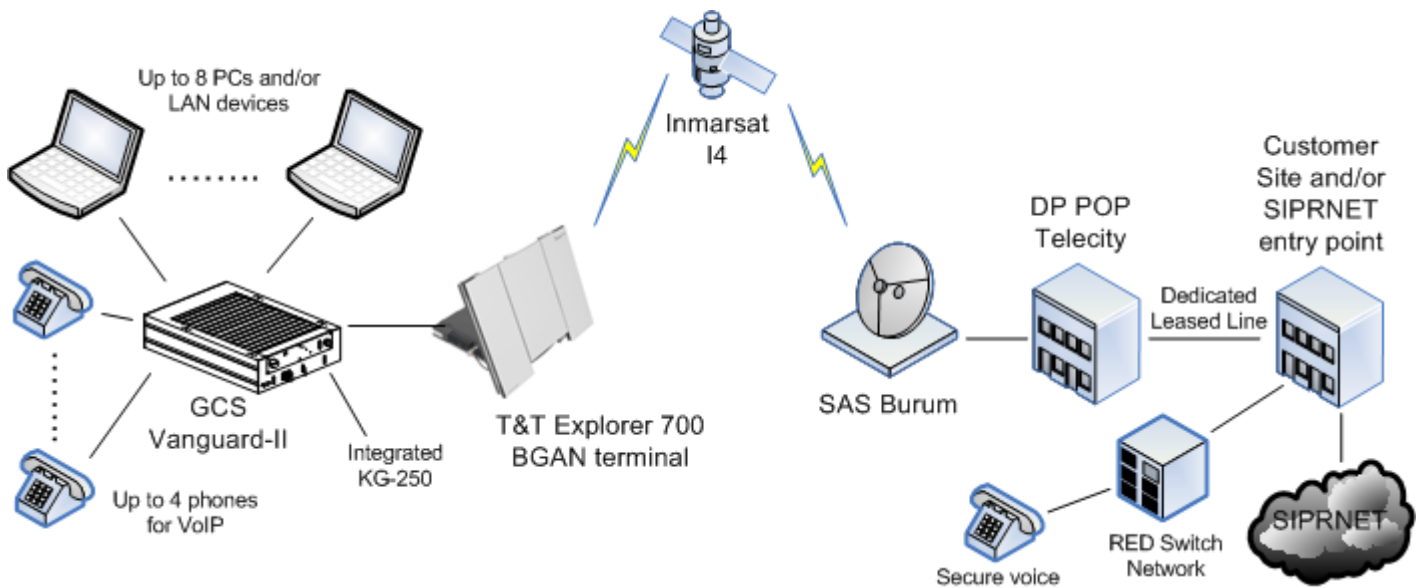 Up to 8 PCs and/or
LAN devices
Inmarsat
I4
Customer
Site and/or
SIPRNET
entry point
DP POP
Telecity
Dedicated
Leased Line
GCS
Vanguard-II
Integrated
KG-250
T&T Explorer 700
BGAN terminal
SAS Burum
Up to 4 phones
for VoIP
SIPRNET
RED Switch
Network
Secure voice